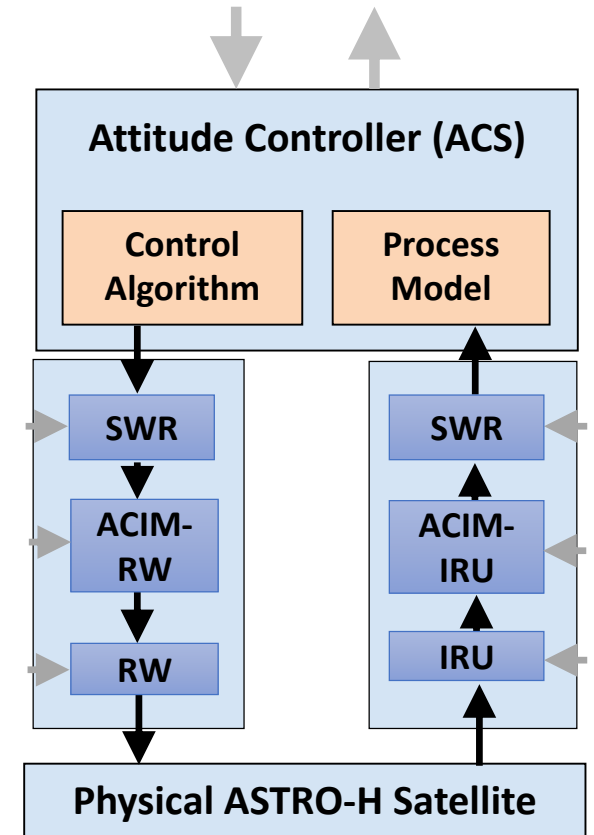 Attitude Controller (ACS)
Control
Algorithm
Process
Model
SWR
ACIM-
RW
RW
SWR
ACIM-
IRU
IRU
Physical ASTRO-H Satellite